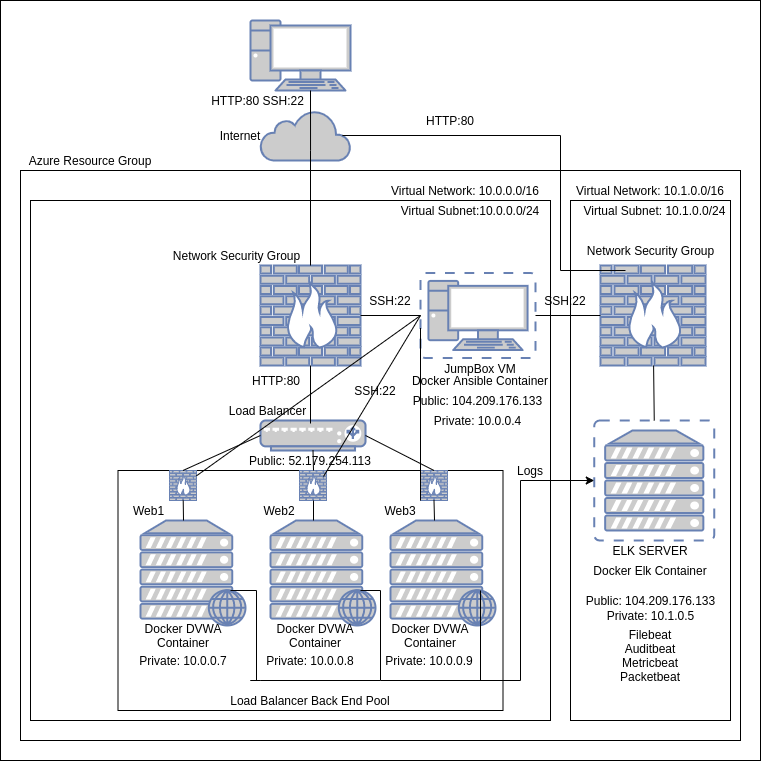 HTTP:80 SSH:22
Internet
HTTP:80
Azure Resource Group
Virtual Network: 10.0.0.0/16
Virtual Network: 10.1.0.0/16
Virtual Subnet:10.0.0.0/24
Virtual Subnet: 10.1.0.0/24
Network Security Group
Network Security Group
SSH:22
SSH:22
JumpBox VM
Docker Ansible Container
Public: 104.209.176.133
Private: 10.0.0.4
HTTP:80
SSH:22
Load Balancer
Public: 52.179.254.113
Logs
Web1
Web2
Web3
Docker DVWA
Container
Private: 10.0.0.7
Docker DVWA
Container
Private: 10.0.0.8
Docker DVWA
Container
Private: 10.0.0.9
Load Balancer Back End Pool
ELK SERVER
Docker Elk Container
Public: 104.209.176.133
Private: 10.1.0.5
Filebeat
Auditbeat
Metricbeat
Packetbeat